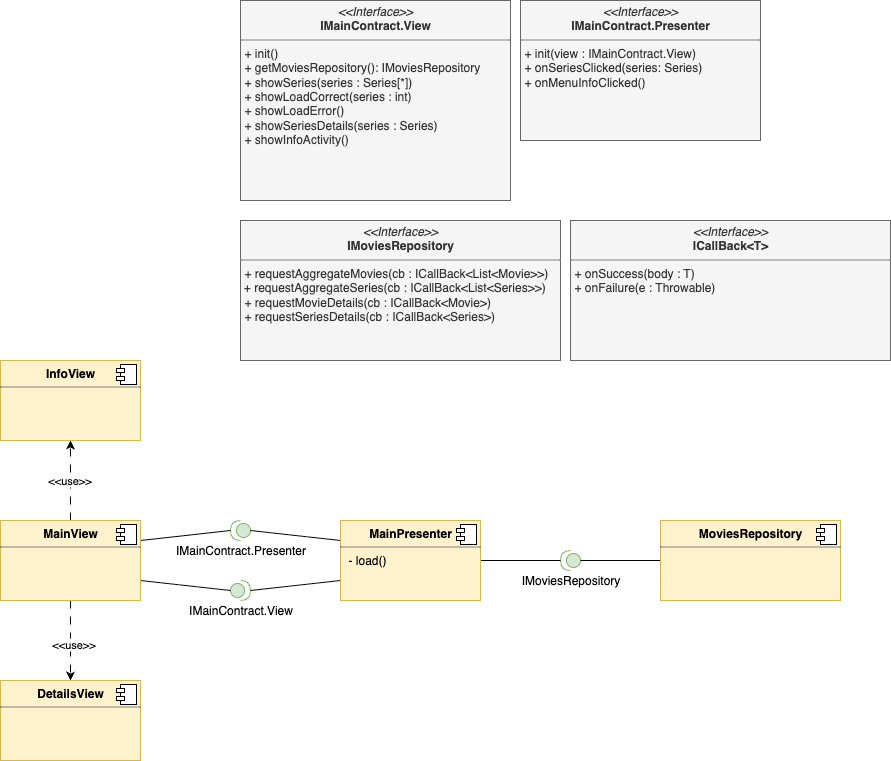 <<Interface>>
IMainContract.View
+ init()
+ getMoviesRepository(): IMoviesRepository
+ showSeries(series : Series[*])
+ showLoadCorrect(series : int)
+ showLoadError()
+ showSeriesDetails(series : Series)
+ showInfoActivity()
<<Interface>>
IMainContract.Presenter
+ init(view : IMainContract.View)
+ onSeriesClicked(series: Series)
+ onMenuInfoClicked()
<<Interface>>
IMoviesRepository
+ requestAggregateMovies(cb : ICallBack<List<Movie>>)
+ requestAggregateSeries(cb : ICallBack<List<Series>>)
+ requestMovieDetails(cb : ICallBack<Movie>)
+ requestSeriesDetails(cb : ICallBack<Series>)
<<Interface>>
ICallBack<T>
+ onSuccess(body : T)
+ onFailure(e : Throwable)
InfoView
<<use>>
MainView
IMainContract.Presenter
IMainContract.View
MainPresenter
- load()
IMoviesRepository
MoviesRepository
<<use>>
DetailsView